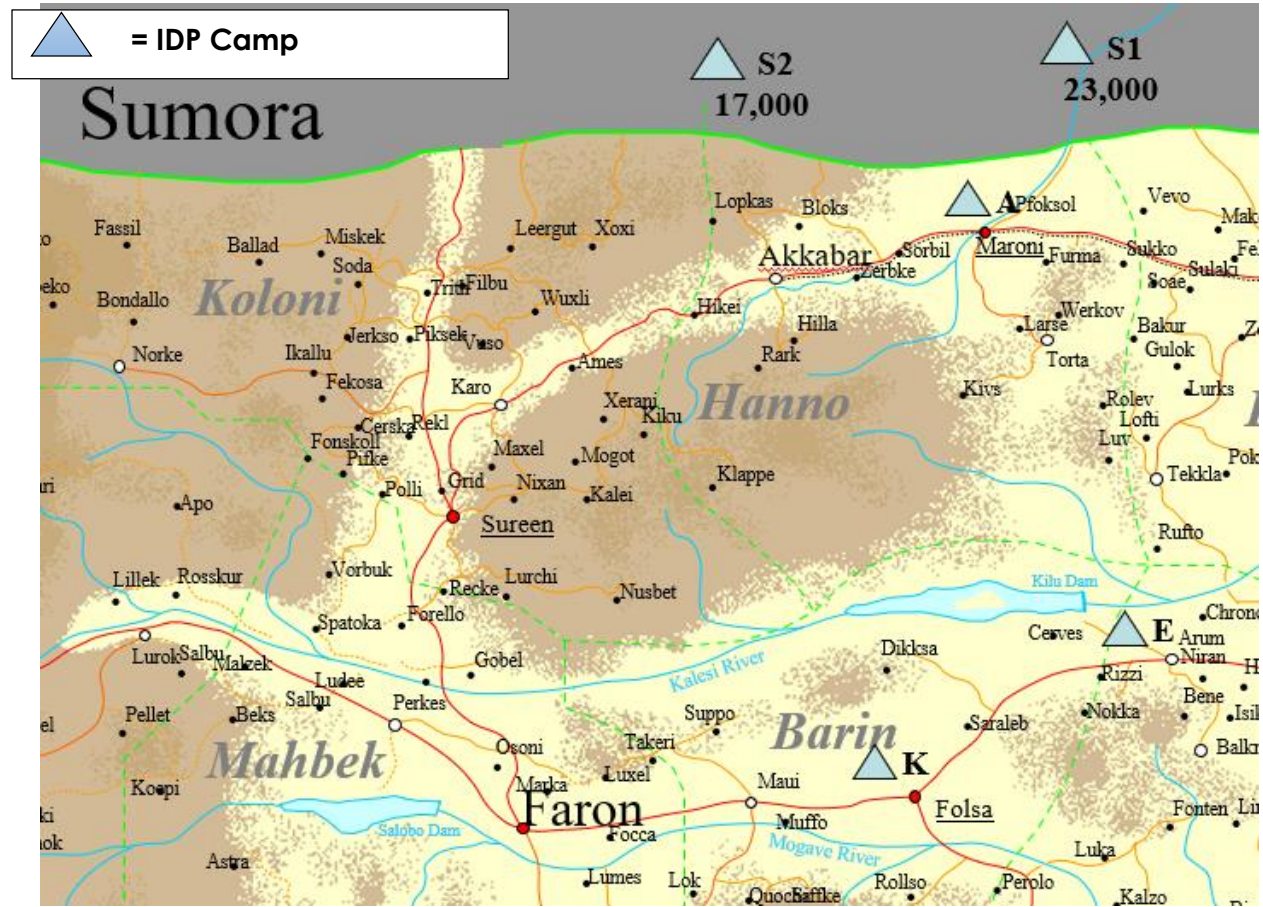 = IDP Camp
S2
17,000
S1
23,000
Sumora
A
Pfoksol
Vevo
Lopkas
Bloks
Fassil
Ballad
Miskek
Leergut
Xoxi
Soda
Akkabar
Sorbil
Maroni
Furma
Sukko
Zerbke
Soae
Sulaki
Koloni
Trith
Filbu
Bondallo
Wuxli
Hikei
Hilla
Werkov
Larse
Jerkso
Piksek
Vuso
Bakur
Norke
Ikallu
Rark
Torta
Gulok
Ames
Fekosa
Karo
Kivs
Lurks
Hanno
Xerani
Kiku
Rolev
Cerska
Rekl
Lofti
Fonskoll
Maxel
Luv
Pifke
Mogot
Klappe
Tekkla
Polli
Grid
Nixan
Kalei
Apo
Sureen
Rufto
Lillek
Rosskur
Vorbuk
Recke
Lurchi
Nusbet
Kilu Dam
Spatoka
Forello
Cerves
E
Arum
Lurok
Salbu
Malzek
Gobel
Dikksa
Niran
Kalesi River
Ludee
Rizzi
Salbu
Perkes
Bene
Pellet
Beks
Suppo
Saraleb
Nokka
Barin
Mahbek
Osoni
Takeri
K
Luxel
Koopi
Marka
Maui
Faron
Folsa
Fonten
Salobo Dam
Focca
Muffo
Mogave River
Astra
Luka
Lumes
Lok
Rollso
Perolo
Kalzo